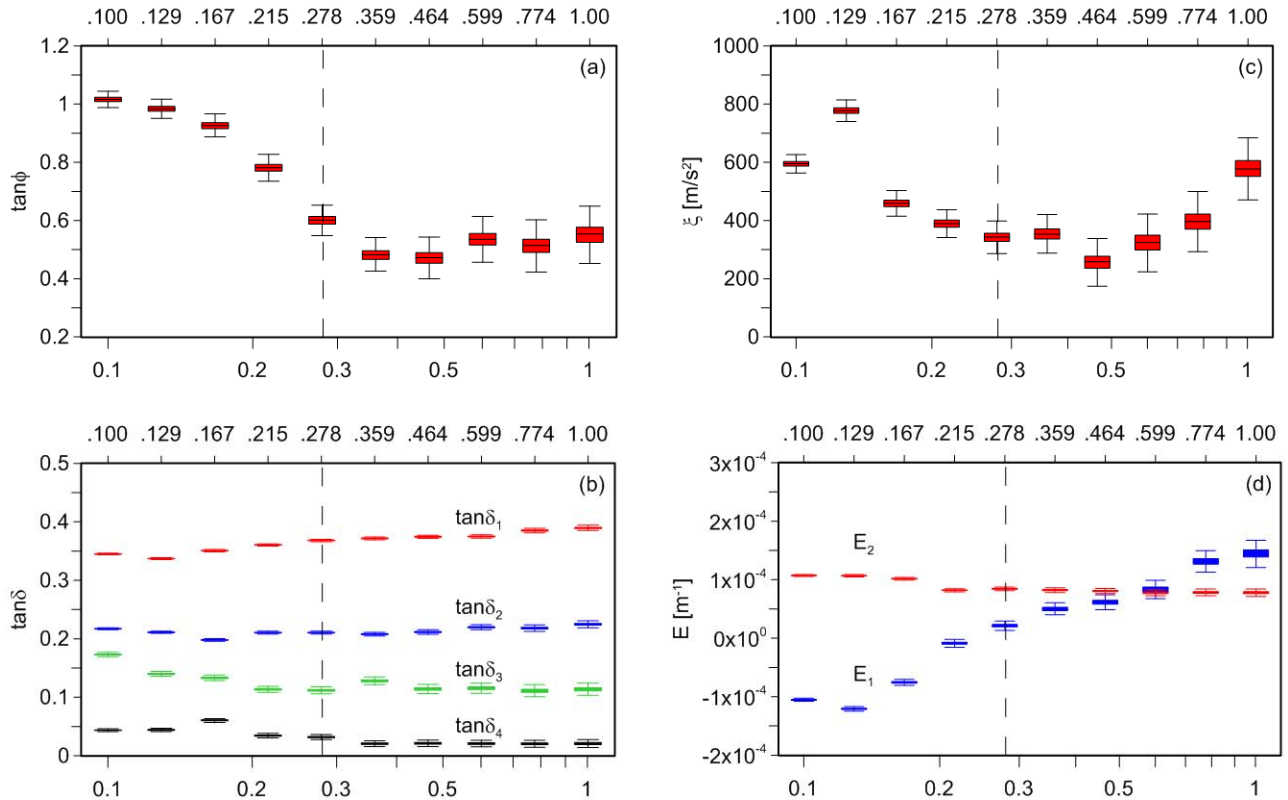 .100 .129 .167 .215 .278 .359 .464 .599 .774 1.00
1.2
1
0.8
0.6
0.4
0.2
tanϕ
(a)
0.1 0.2 0.3 0.5 1
.100 .129 .167 .215 .278 .359 .464 .599 .774 1.00
1000
800
600
400
200
0
ξ [m/s²]
(c)
0.1 0.2 0.3 0.5 1
.100 .129 .167 .215 .278 .359 .464 .599 .774 1.00
0.5
0.4
0.3
0.2
0.1
0
tanδ
(b)
tanδ₁
tanδ₂
tanδ₃
tanδ₄
0.1 0.2 0.3 0.5 1
.100 .129 .167 .215 .278 .359 .464 .599 .774 1.00
3x10⁻⁴
2x10⁻⁴
1x10⁻⁴
0x10⁰
-1x10⁻⁴
-2x10⁻⁴
E [m⁻¹]
(d)
E₂
E₁
0.1 0.2 0.3 0.5 1